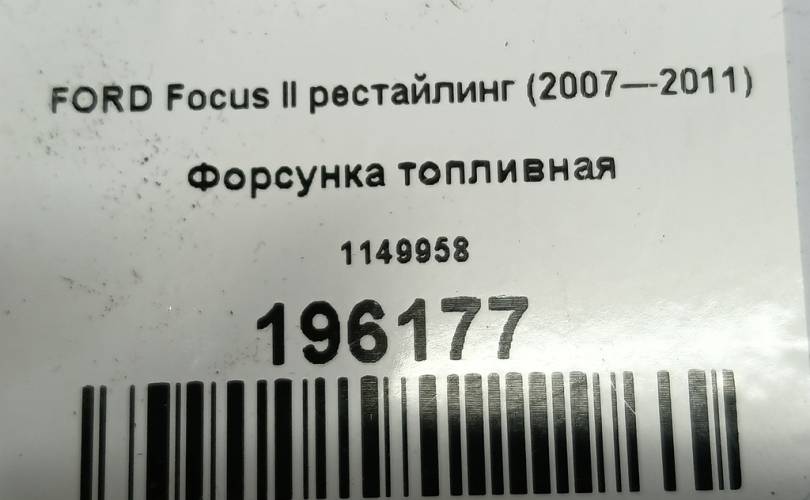 FORD Focus II рестайлинг (2007—2011)
Форсунка топливная
1149958
196177